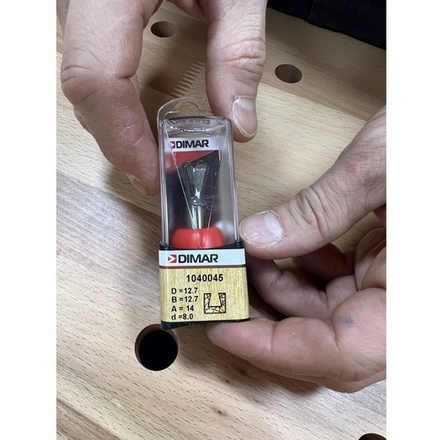 DIMAR
DIMAR
1040045
D =12.7
B =12.7
A = 14
d =8.0